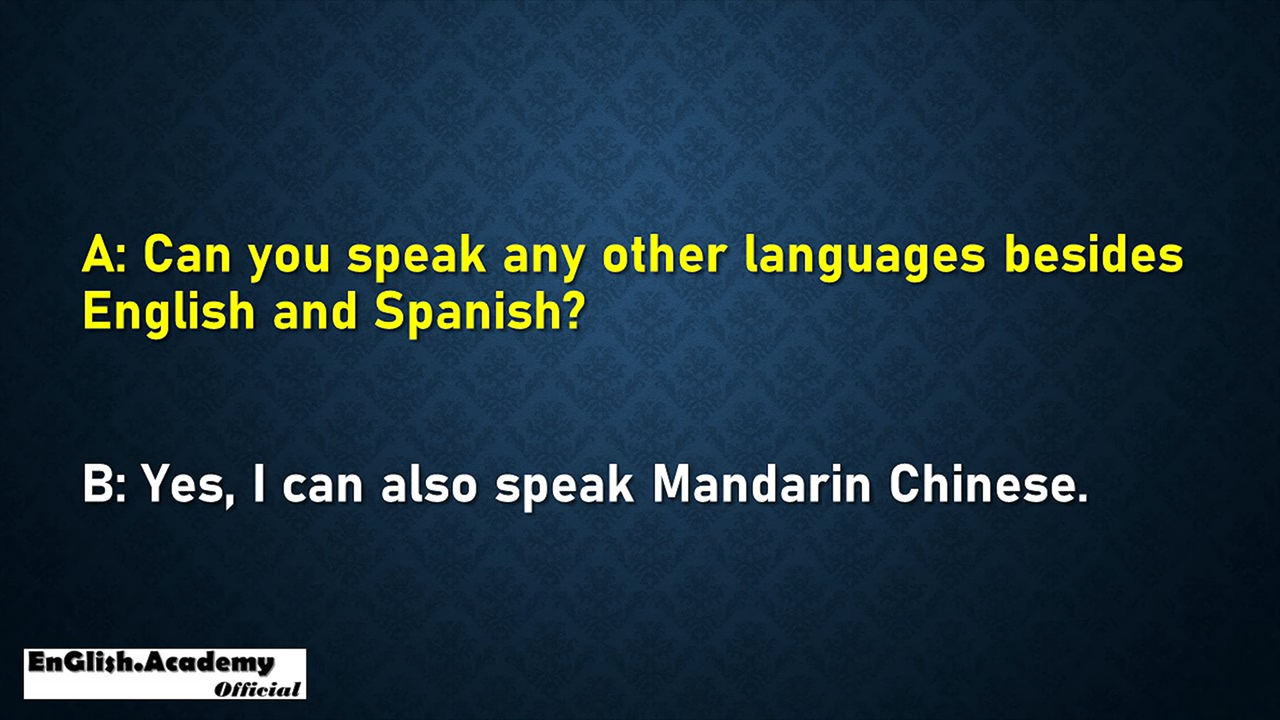 A: Can you speak any other languages besides
English and Spanish?
B: Yes, I can also speak Mandarin Chinese.
EnGlish.Academy
Official